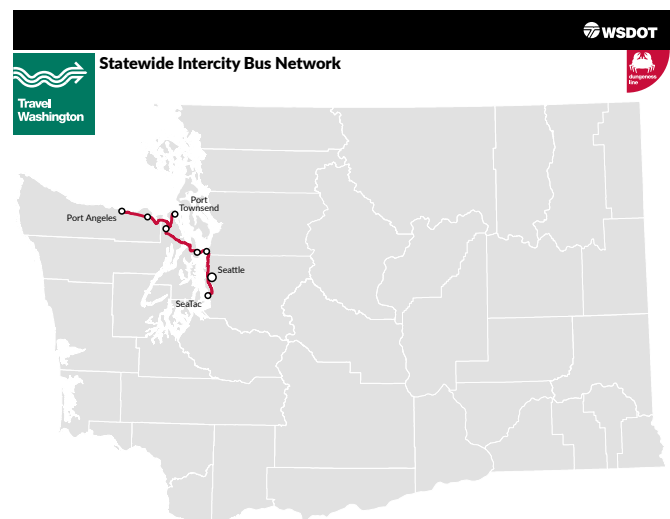 WSDOT
Statewide Intercity Bus Network
dungeness
line
Travel
Washington
Port
Townsend
Port Angeles
Seattle
SeaTac